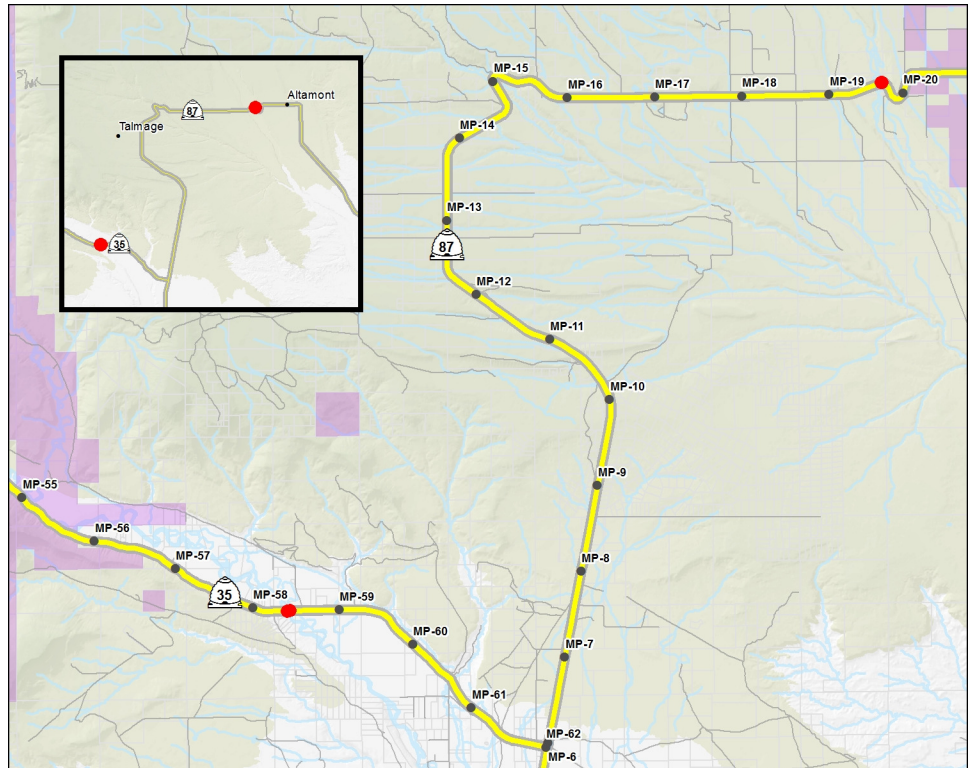 MP-15
MP-16
MP-17
MP-18
MP-19
MP-20
Altamont
87
Talmage
MP-14
MP-13
87
35
MP-12
MP-11
MP-10
MP-9
MP-55
MP-56
MP-57
MP-8
35
MP-58
MP-59
MP-60
MP-7
MP-61
MP-62
MP-6